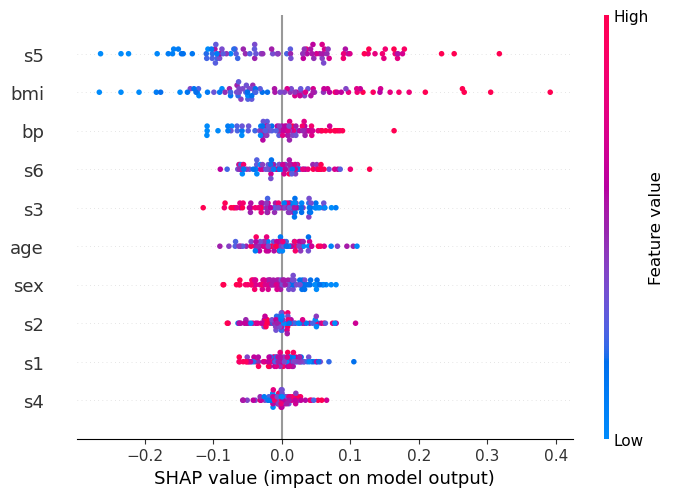 High
s5
bmi
bp
s6
s3
age
sex
s2
s1
s4
Feature value
Low
−0.2 −0.1 0.0 0.1 0.2 0.3 0.4
SHAP value (impact on model output)